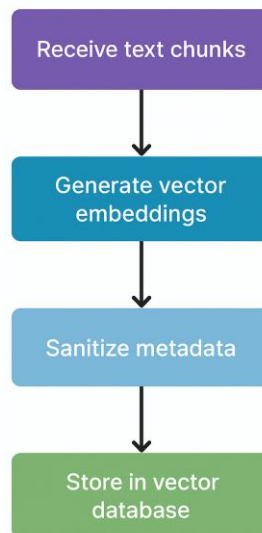 Receive text chunks
Generate vector
embeddings
Sanitize metadata
Store in vector
database